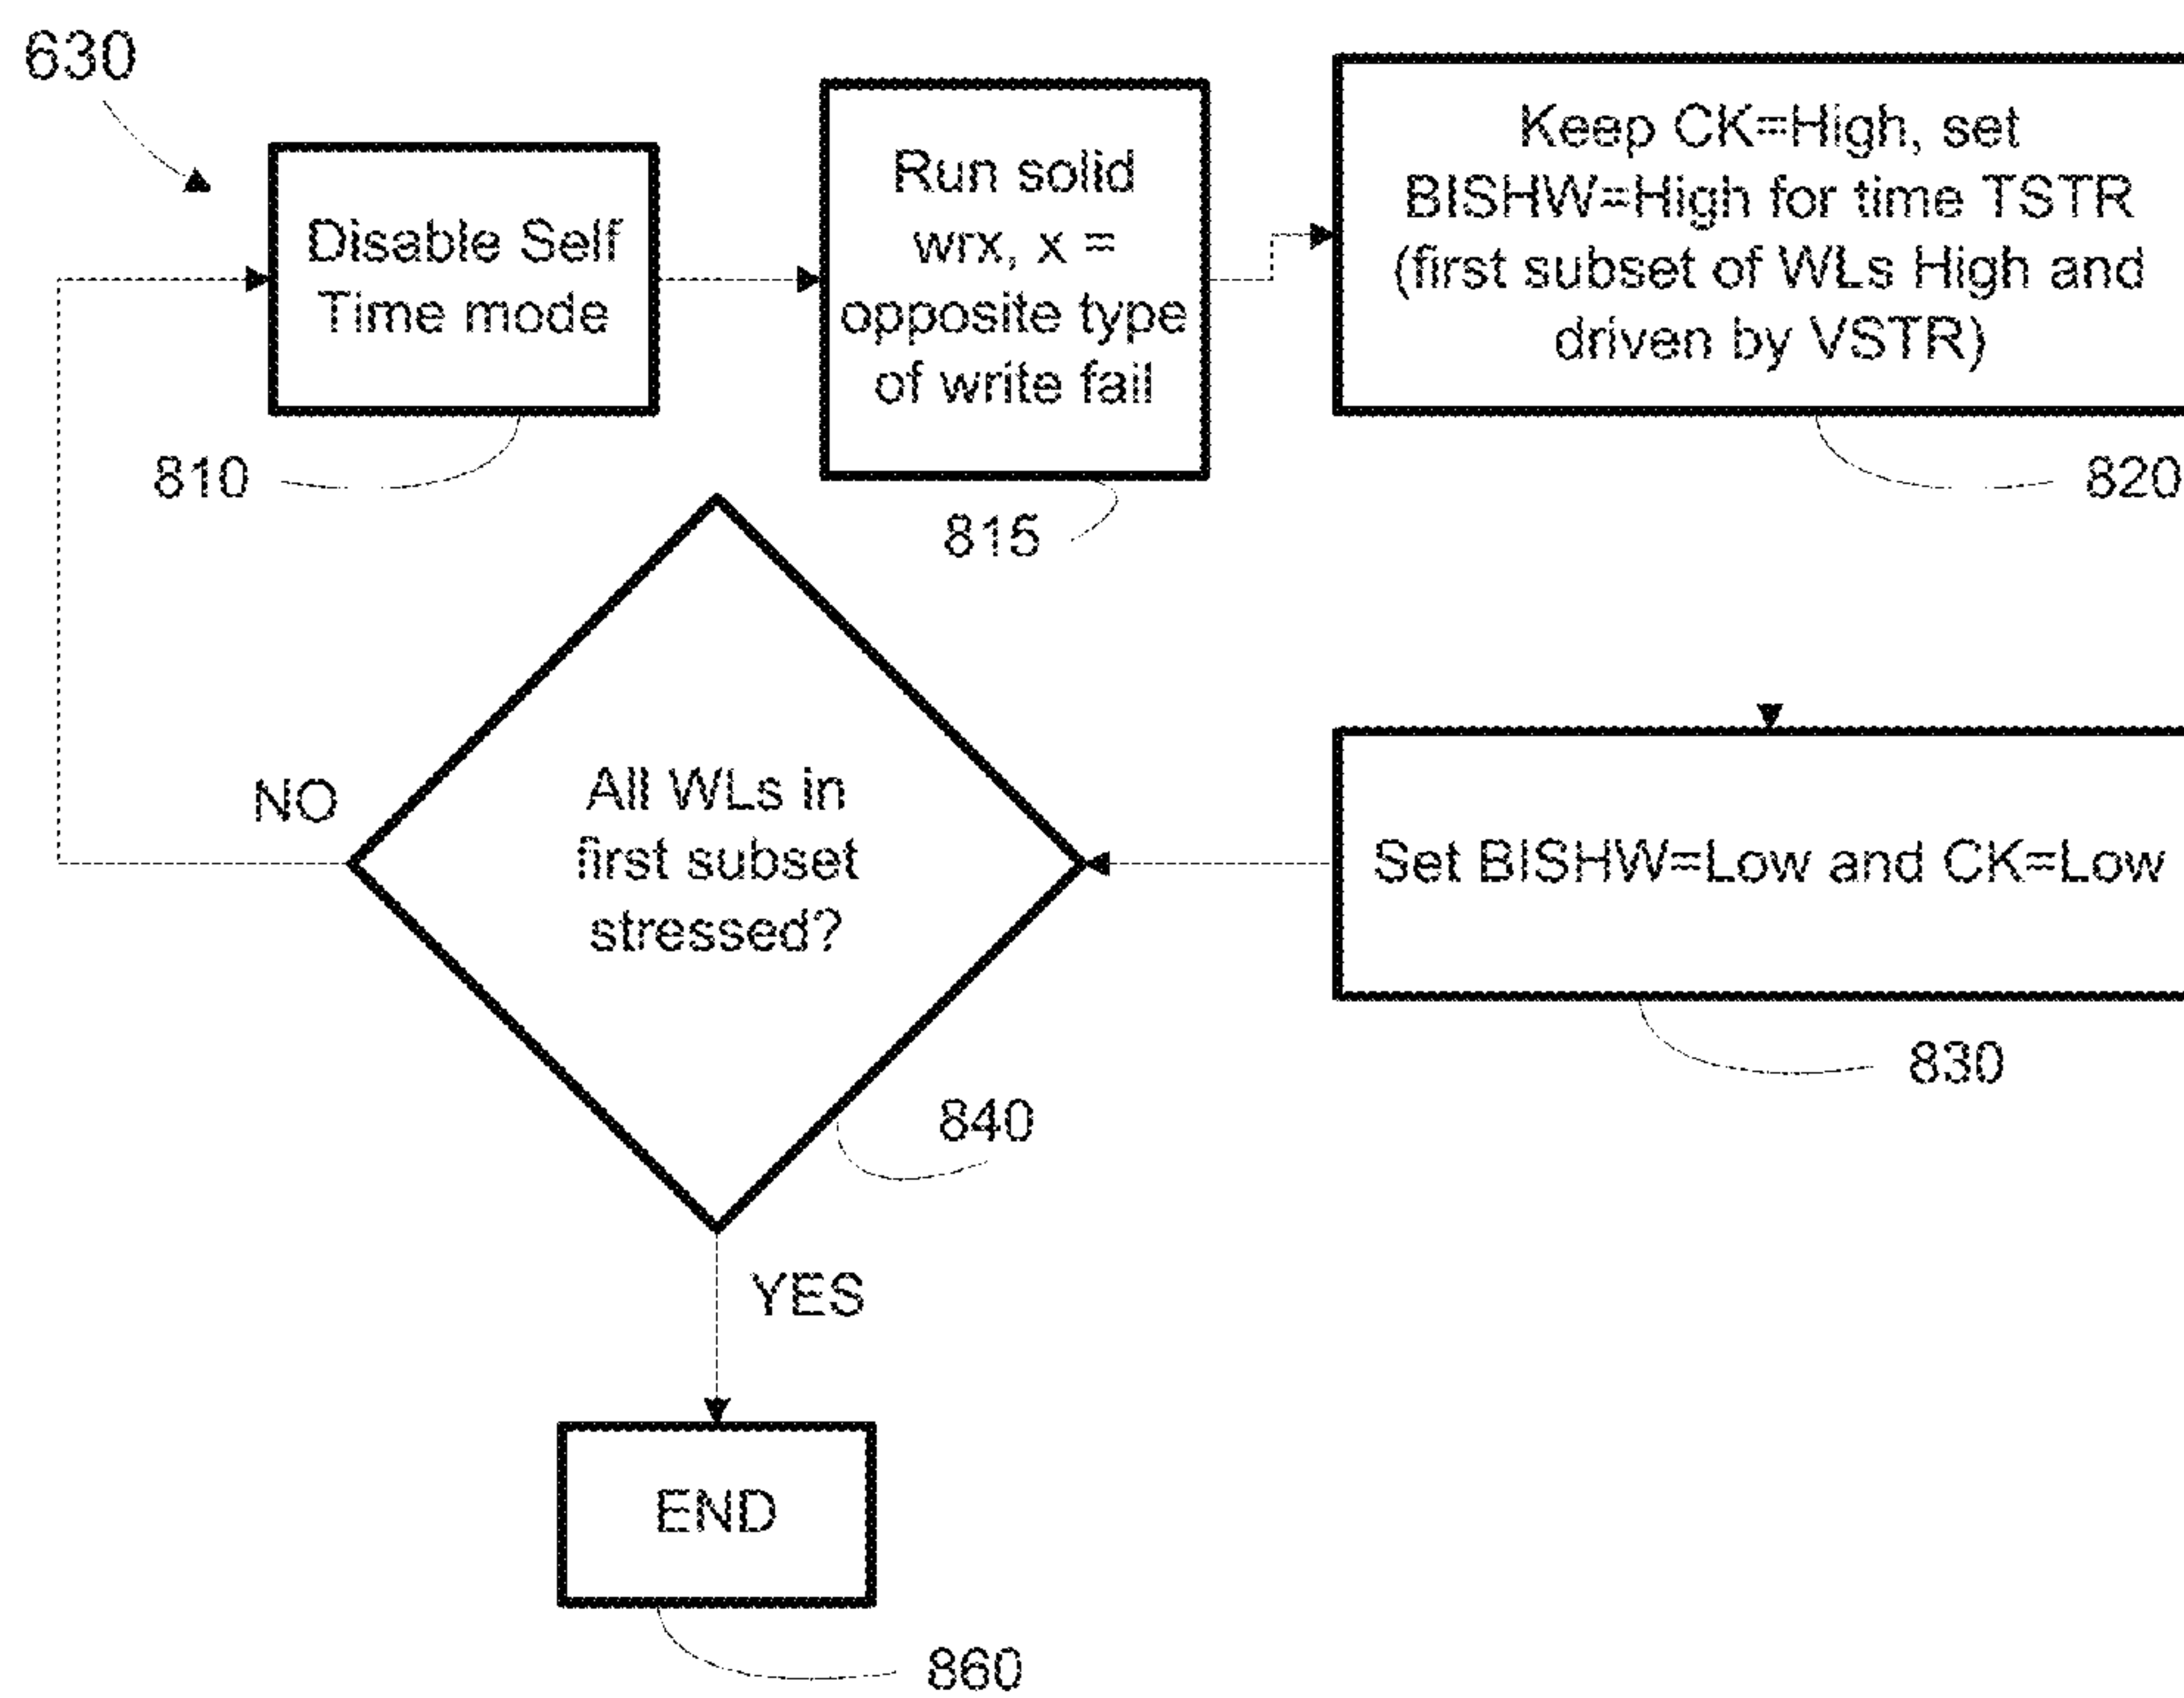 630
Disable Self
Time mode
810
Run solid
wrx, x =
opposite type
of write fail
815
Keep CK=High, set
BISHW=High for time TSTR
(first subset of WLs High and
driven by VSTR)
820
Set BISHW=Low and CK=Low
830
All WLs in
first subset
stressed?
840
NO
YES
END
860